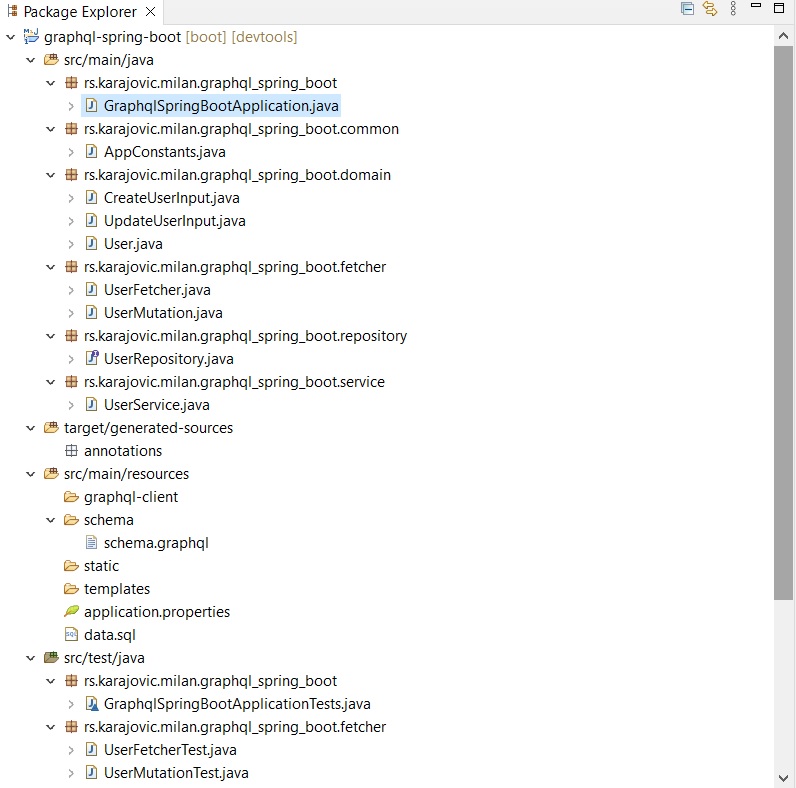 Package Explorer
graphql-spring-boot [boot] [devtools]
src/main/java
rs.karajovic.milan.graphql_spring_boot
GraphqlSpringBootApplication.java
rs.karajovic.milan.graphql_spring_boot.common
AppConstants.java
rs.karajovic.milan.graphql_spring_boot.domain
CreateUserInput.java
UpdateUserInput.java
User.java
rs.karajovic.milan.graphql_spring_boot.fetcher
UserFetcher.java
UserMutation.java
rs.karajovic.milan.graphql_spring_boot.repository
UserRepository.java
rs.karajovic.milan.graphql_spring_boot.service
UserService.java
target/generated-sources
annotations
src/main/resources
graphql-client
schema
schema.graphql
static
templates
application.properties
data.sql
src/test/java
rs.karajovic.milan.graphql_spring_boot
GraphqlSpringBootApplicationTests.java
rs.karajovic.milan.graphql_spring_boot.fetcher
UserFetcherTest.java
UserMutationTest.java